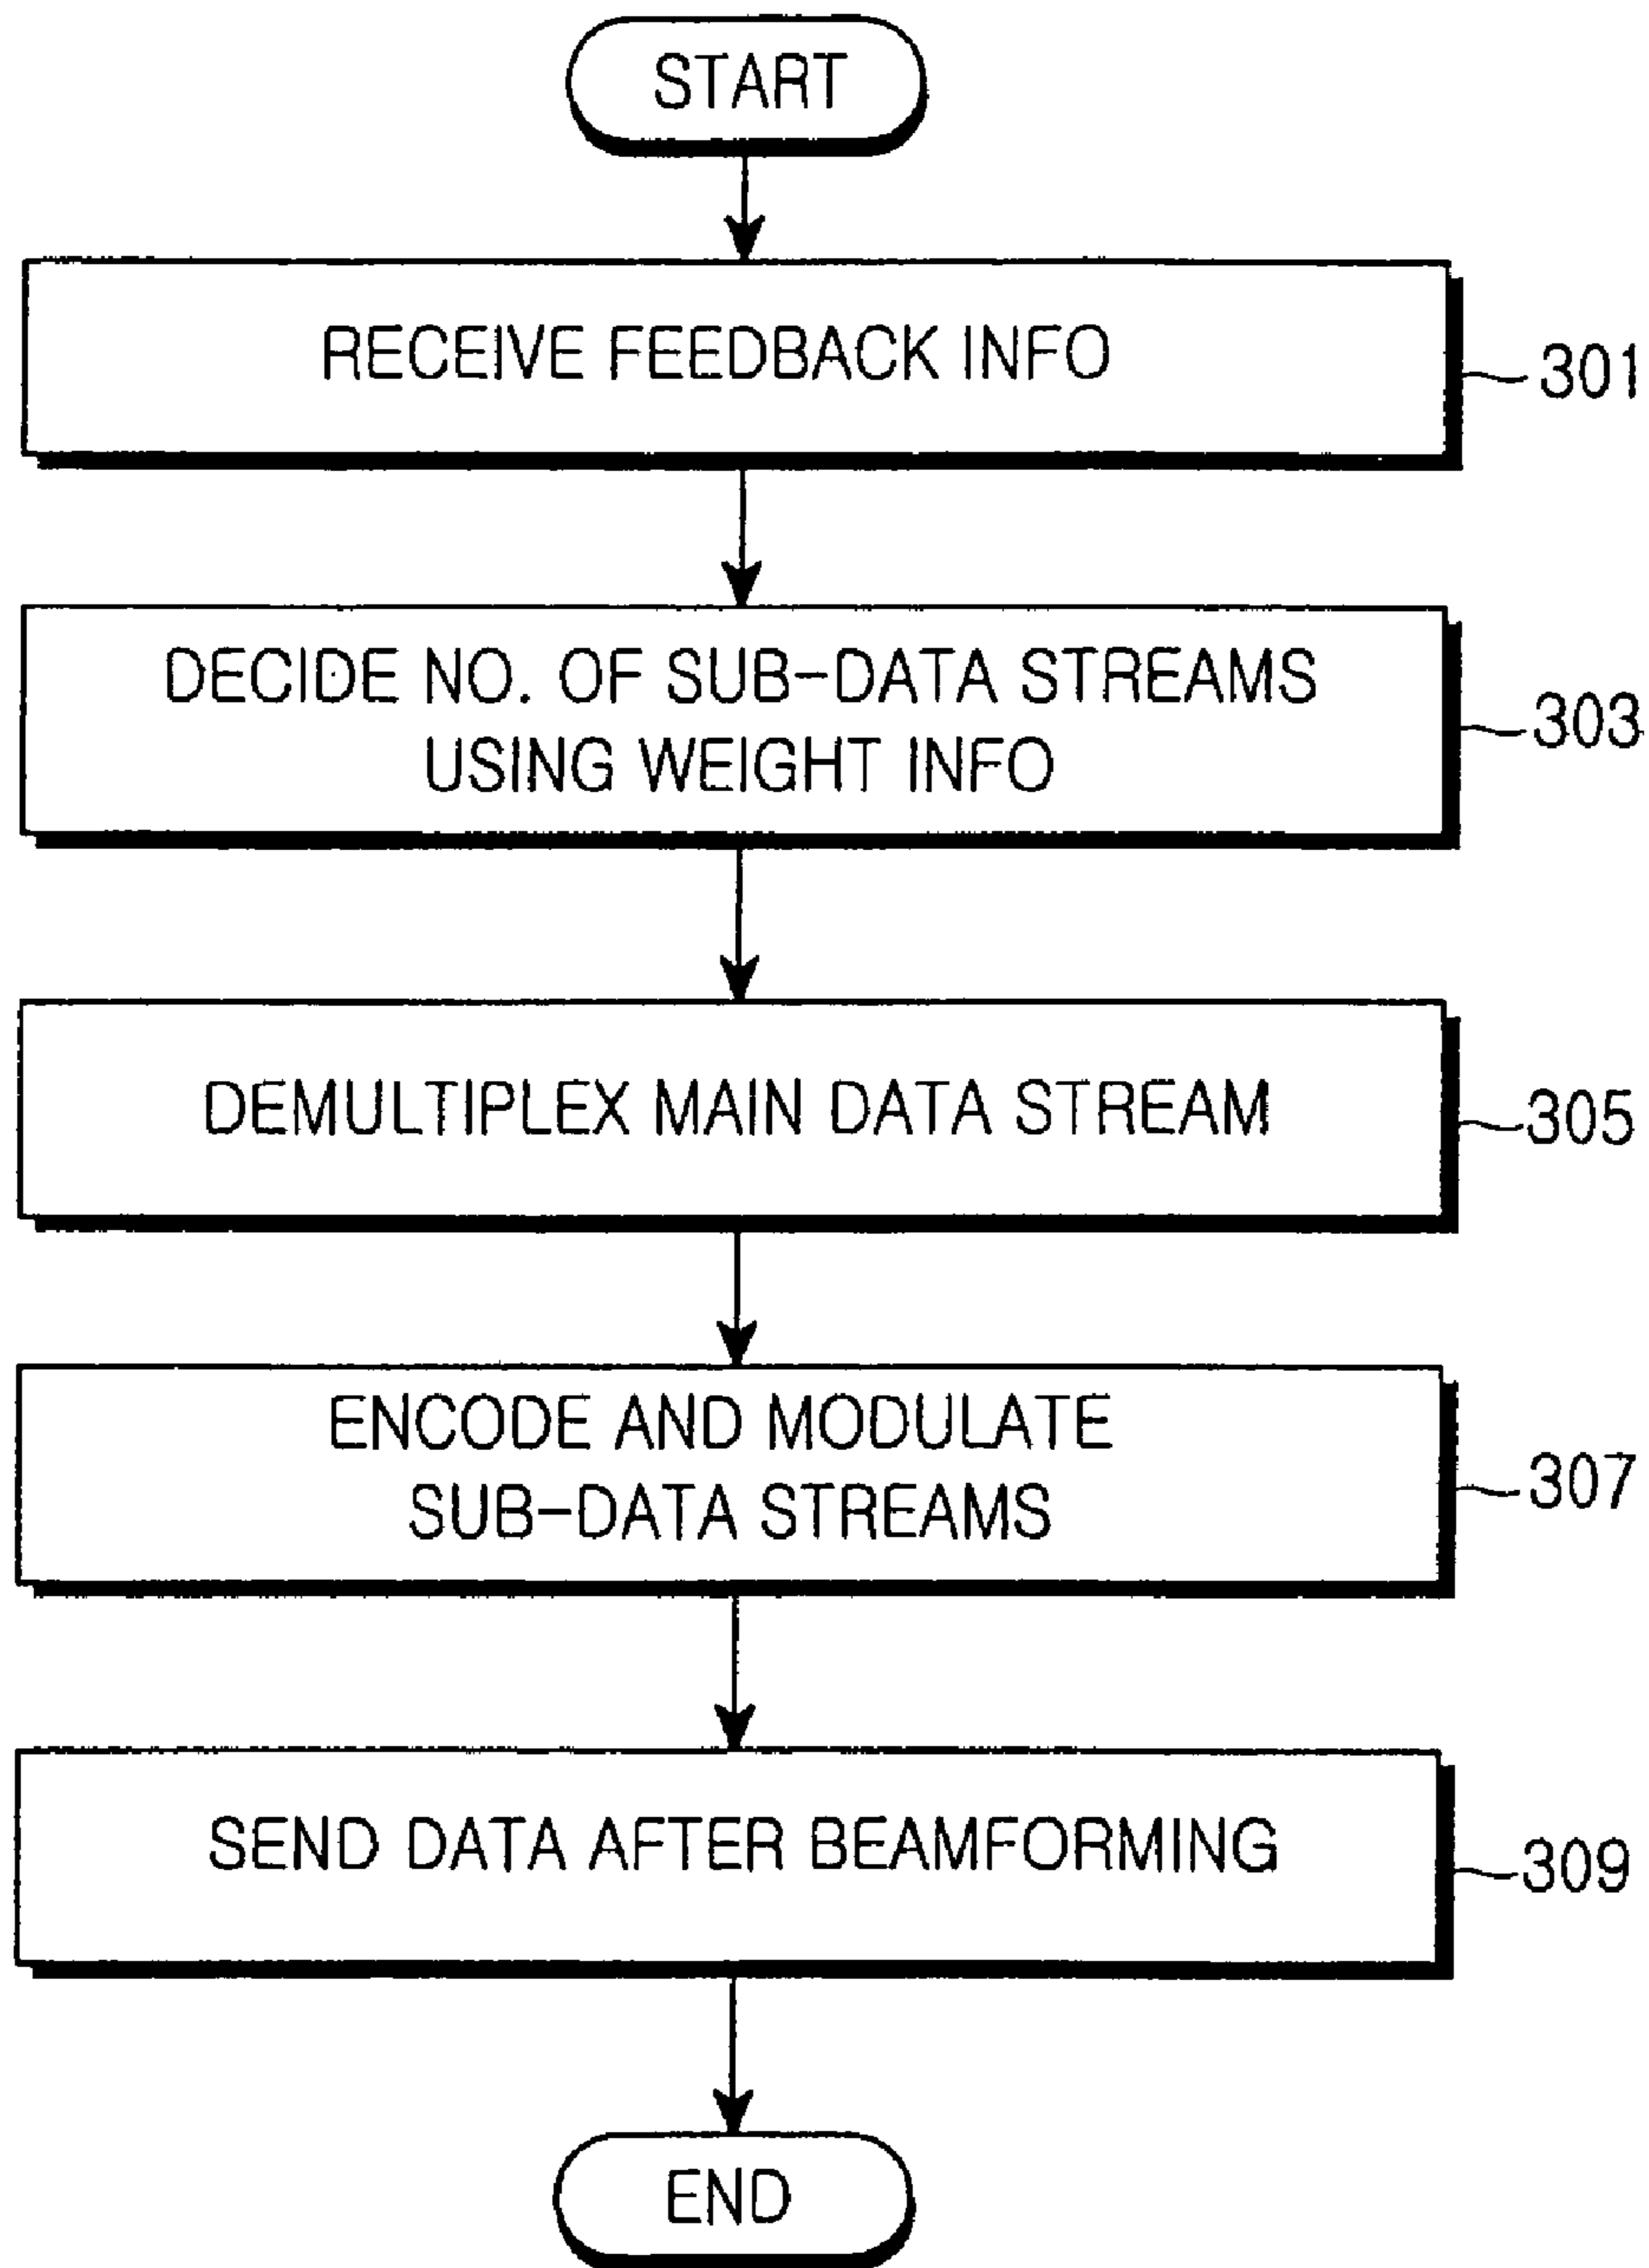 START
RECEIVE FEEDBACK INFO
301
DECIDE NO. OF SUB-DATA STREAMS
USING WEIGHT INFO
303
DEMULTIPLEX MAIN DATA STREAM
305
ENCODE AND MODULATE
SUB-DATA STREAMS
307
SEND DATA AFTER BEAMFORMING
309
END